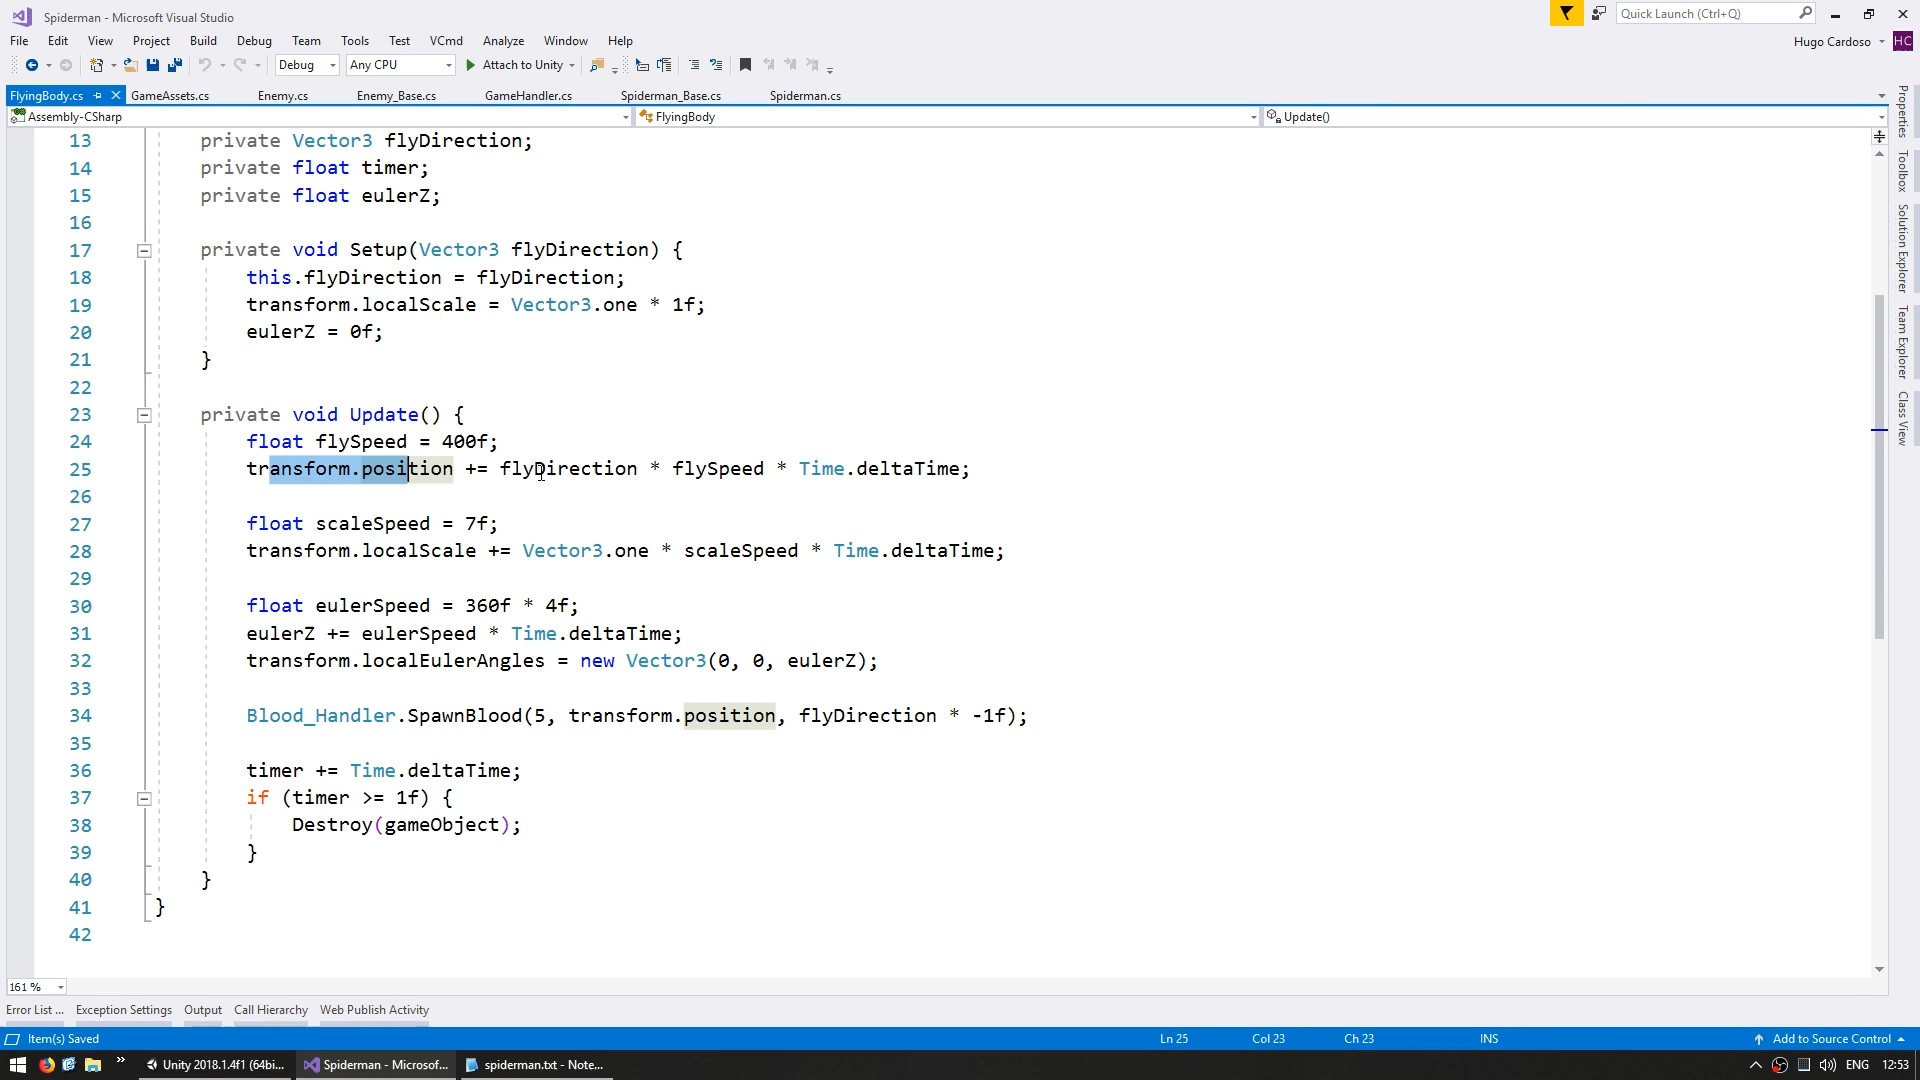 Spiderman - Microsoft Visual Studio
Quick Launch (Ctrl+Q)
File Edit View Project Build Debug Team Tools Test VCmd Analyze Window Help
Hugo Cardoso HC
Debug Any CPU Attach to Unity
FlyingBody.cs GameAssets.cs Enemy.cs Enemy_Base.cs GameHandler.cs Spiderman_Base.cs Spiderman.cs
Assembly-CSharp FlyingBody Update()
13 private Vector3 flyDirection;
14 private float timer;
15 private float eulerZ;
16
17 private void Setup(Vector3 flyDirection) {
18 this.flyDirection = flyDirection;
19 transform.localScale = Vector3.one * 1f;
20 eulerZ = 0f;
21 }
22
23 private void Update() {
24 float flySpeed = 400f;
25 transform.position += flyDirection * flySpeed * Time.deltaTime;
26
27 float scaleSpeed = 7f;
28 transform.localScale += Vector3.one * scaleSpeed * Time.deltaTime;
29
30 float eulerSpeed = 360f * 4f;
31 eulerZ += eulerSpeed * Time.deltaTime;
32 transform.localEulerAngles = new Vector3(0, 0, eulerZ);
33
34 Blood_Handler.SpawnBlood(5, transform.position, flyDirection * -1f);
35
36 timer += Time.deltaTime;
37 if (timer >= 1f) {
38 Destroy(gameObject);
39 }
40 }
41 }
42
Properties
Toolbox
Solution Explorer
Team Explorer
Class View
161 %
Error List ... Exception Settings Output Call Hierarchy Web Publish Activity
Item(s) Saved Ln 25 Col 23 Ch 23 INS Add to Source Control
Unity 2018.1.4f1 (64bi... Spiderman - Microsof... spiderman.txt - Note... ENG 12:53